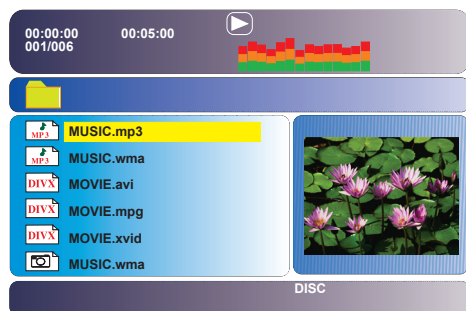 00:00:00 00:05:00
001/006
MP3 MUSIC.mp3
MP3 MUSIC.wma
DIVX MOVIE.avi
DIVX MOVIE.mpg
DIVX MOVIE.xvid
MUSIC.wma
DISC